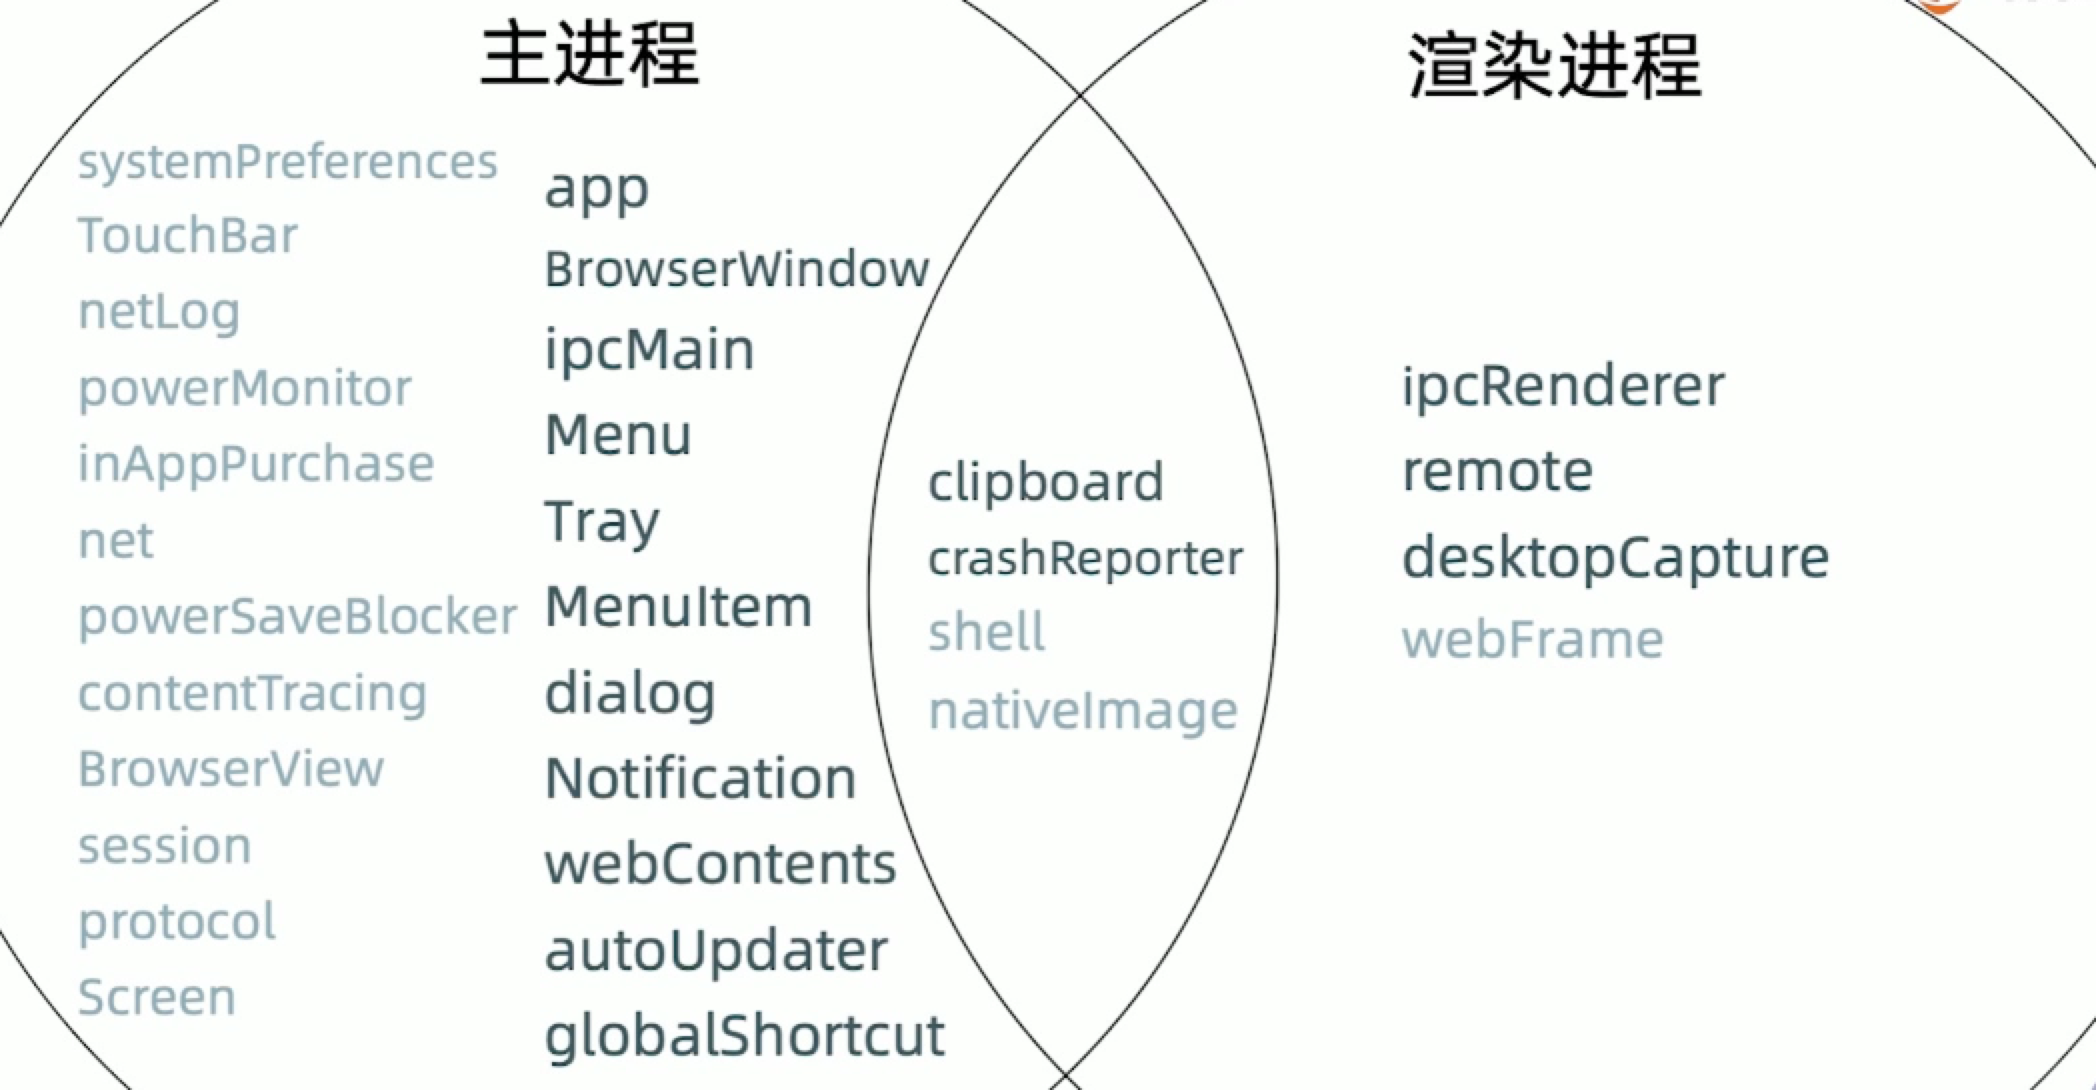 主进程
渲染进程
systemPreferences
TouchBar
netLog
powerMonitor
inAppPurchase
net
powerSaveBlocker
contentTracing
BrowserView
session
protocol
Screen
app
BrowserWindow
ipcMain
Menu
Tray
MenuItem
dialog
Notification
webContents
autoUpdater
globalShortcut
clipboard
crashReporter
shell
nativeImage
ipcRenderer
remote
desktopCapture
webFrame